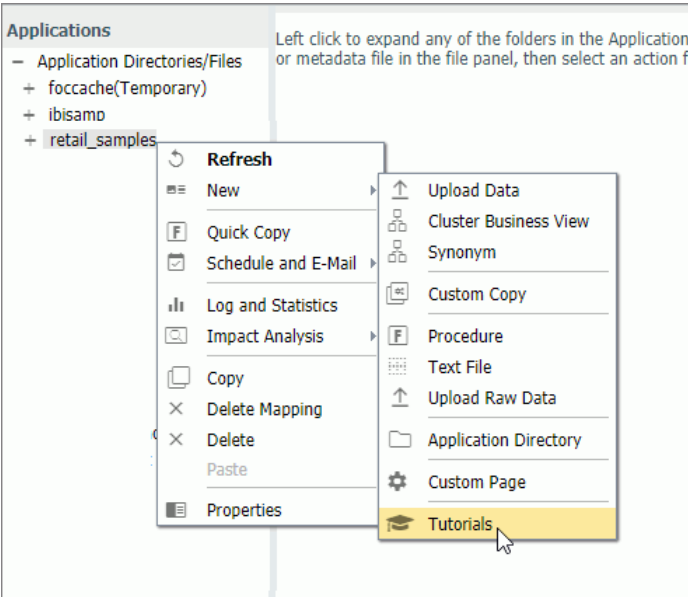 Applications
Left click to expand any of the folders in the Application
or metadata file in the file panel, then select an action f
Application Directories/Files
foccache(Temporary)
ibisamp
retail_samples
Refresh
New
Quick Copy
Schedule and E-Mail
Log and Statistics
Impact Analysis
Copy
Delete Mapping
Delete
Paste
Properties
Upload Data
Cluster Business View
Synonym
Custom Copy
Procedure
Text File
Upload Raw Data
Application Directory
Custom Page
Tutorials